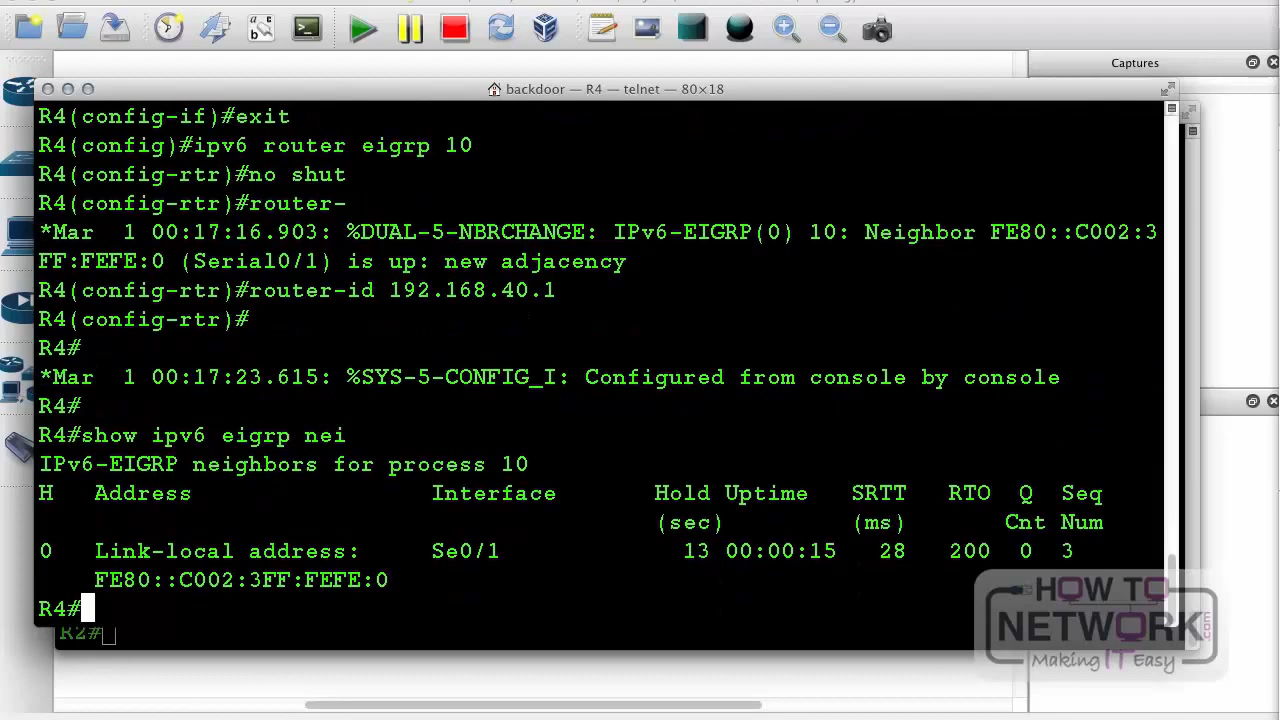 Captures
backdoor — R4 — telnet — 80×18
R4(config-if)#exit
R4(config)#ipv6 router eigrp 10
R4(config-rtr)#no shut
R4(config-rtr)#router-
*Mar  1 00:17:16.903: %DUAL-5-NBRCHANGE: IPv6-EIGRP(0) 10: Neighbor FE80::C002:3
FF:FEFE:0 (Serial0/1) is up: new adjacency
R4(config-rtr)#router-id 192.168.40.1
R4(config-rtr)#
R4#
*Mar  1 00:17:23.615: %SYS-5-CONFIG_I: Configured from console by console
R4#
R4#show ipv6 eigrp nei
IPv6-EIGRP neighbors for process 10
H   Address   Interface   Hold Uptime   SRTT   RTO  Q  Seq
(sec)   (ms)   Cnt Num
0   Link-local address:   Se0/1   13 00:00:15   28   200  0  3
FE80::C002:3FF:FEFE:0
R4#
R2#
HOW TO
NETWORK.com
Making IT Easy